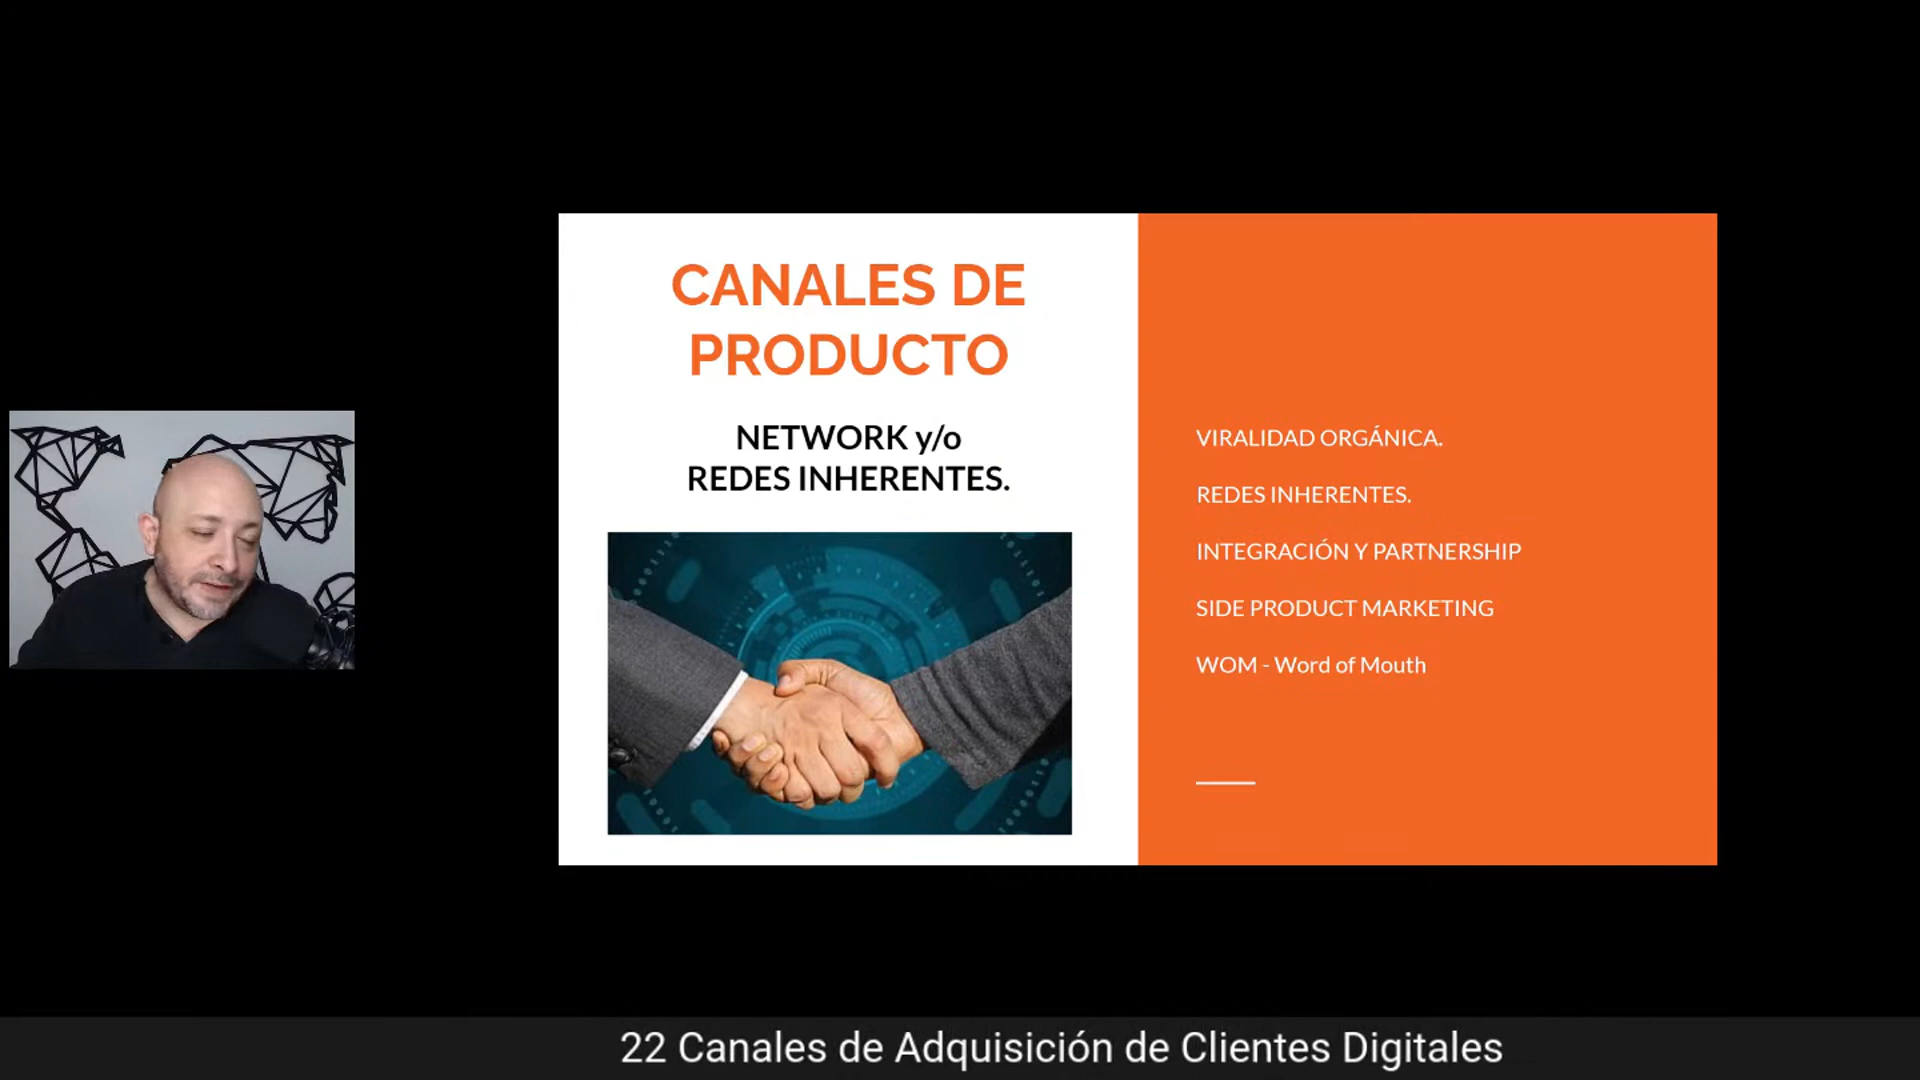 CANALES DE
PRODUCTO
NETWORK y/o
REDES INHERENTES.
VIRALIDAD ORGÁNICA.
REDES INHERENTES.
INTEGRACIÓN Y PARTNERSHIP
SIDE PRODUCT MARKETING
WOM - Word of Mouth
22 Canales de Adquisición de Clientes Digitales